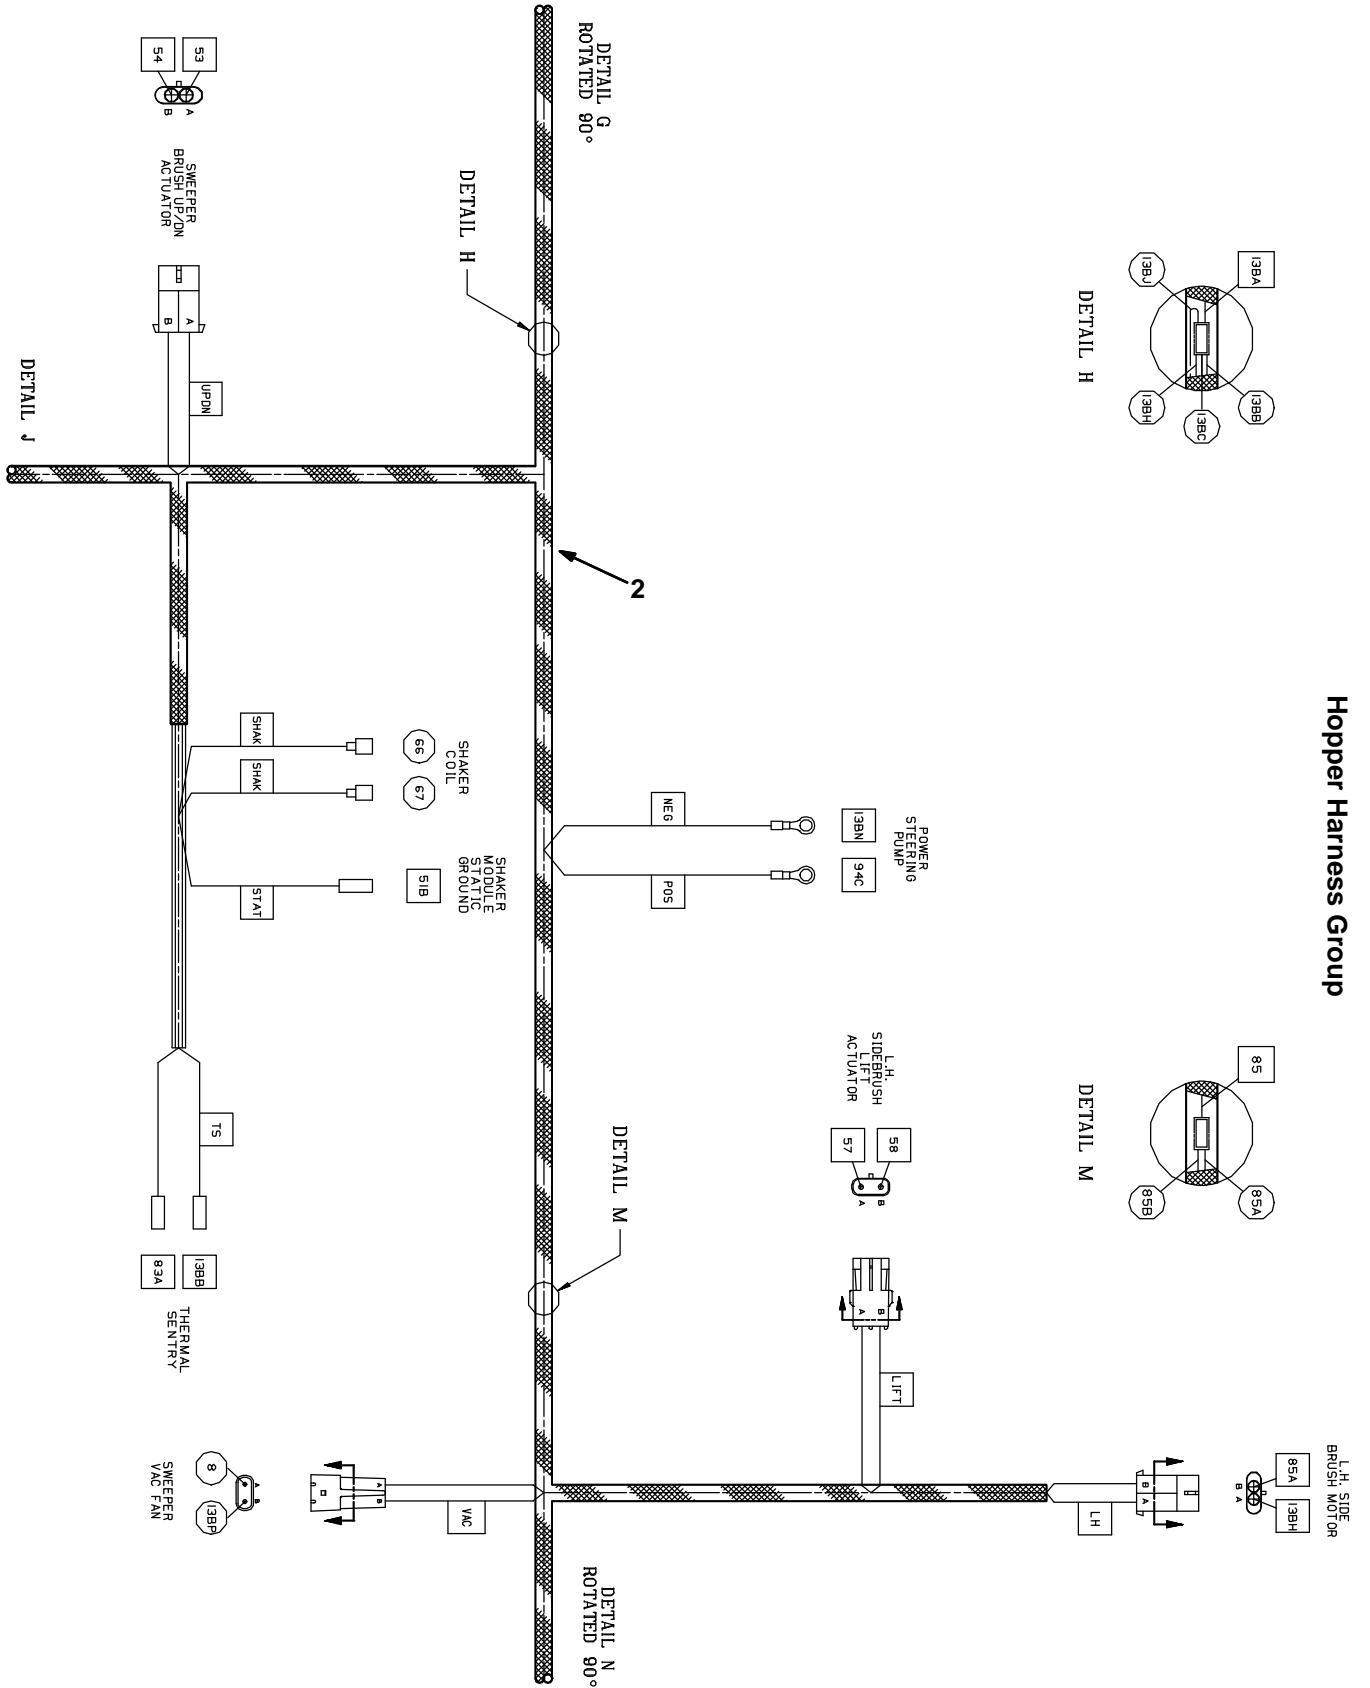 Hopper Harness Group
L.H. SIDE
BRUSH MOTOR
85A
13BH
B
A
B
A
LH
13BA
13BJ
13BB
13BC
13BH
DETAIL H
85
85A
85B
DETAIL M
POWER
STEERING
PUMP
13BN
94C
NEG
POS
L.H.
SIDEBRUSH
LIFT
ACTUATOR
58
57
B
A
B
A
LIFT
DETAIL G
ROTATED 90°
DETAIL H
2
DETAIL M
DETAIL N
ROTATED 90°
53
54
A
B
SWEEPER
BRUSH UP/DN
ACTUATOR
A
B
UPDN
DETAIL J
SHAKER
COIL
66
67
SHAK
SHAK
SHAKER
MODULE
STATIC
GROUND
51B
STAT
TS
13BB
83A
THERMAL
SENTRY
VAC
A
B
A
B
8
13BP
SWEEPER
VAC FAN